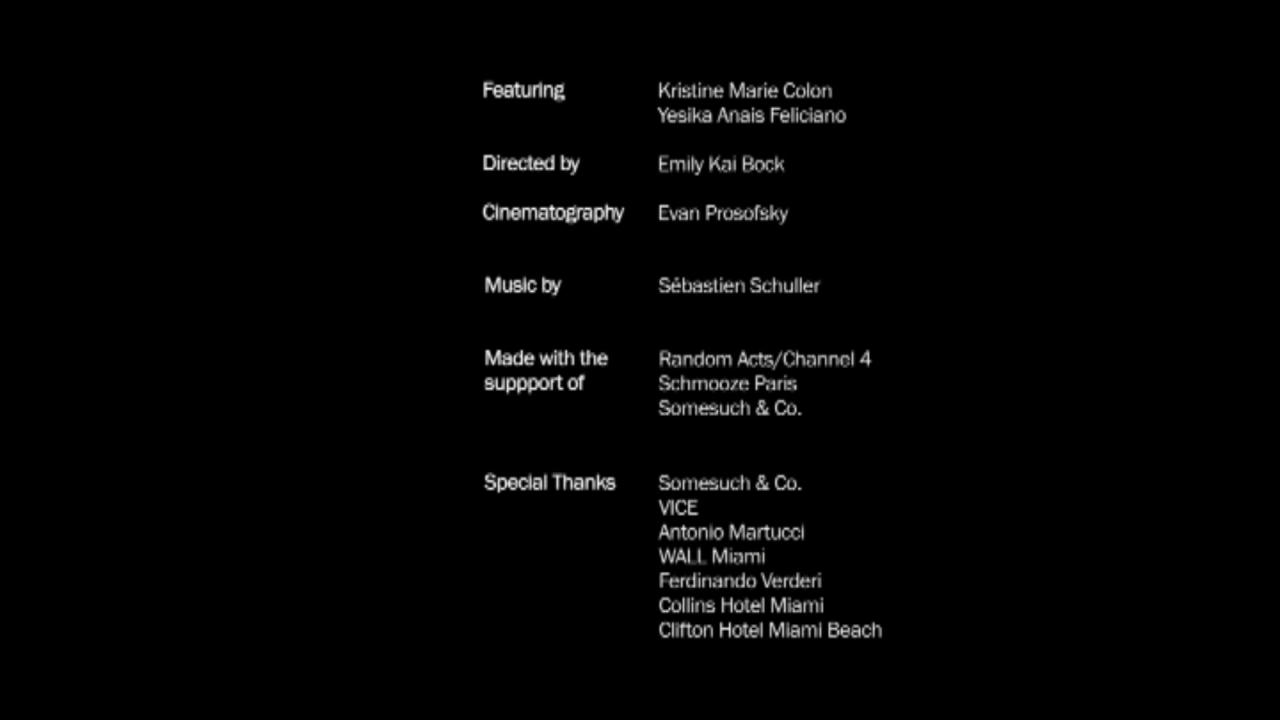 Featuring Kristine Marie Colon
Yesika Anais Feliciano
Directed by Emily Kai Bock
Cinematography Evan Prosofsky
Music by Sébastien Schuller
Made with the Random Acts/Channel 4
suppport of Schmooze Paris
Somesuch & Co.
Special Thanks Somesuch & Co.
VICE
Antonio Martucci
WALL Miami
Ferdinando Verderi
Collins Hotel Miami
Clifton Hotel Miami Beach